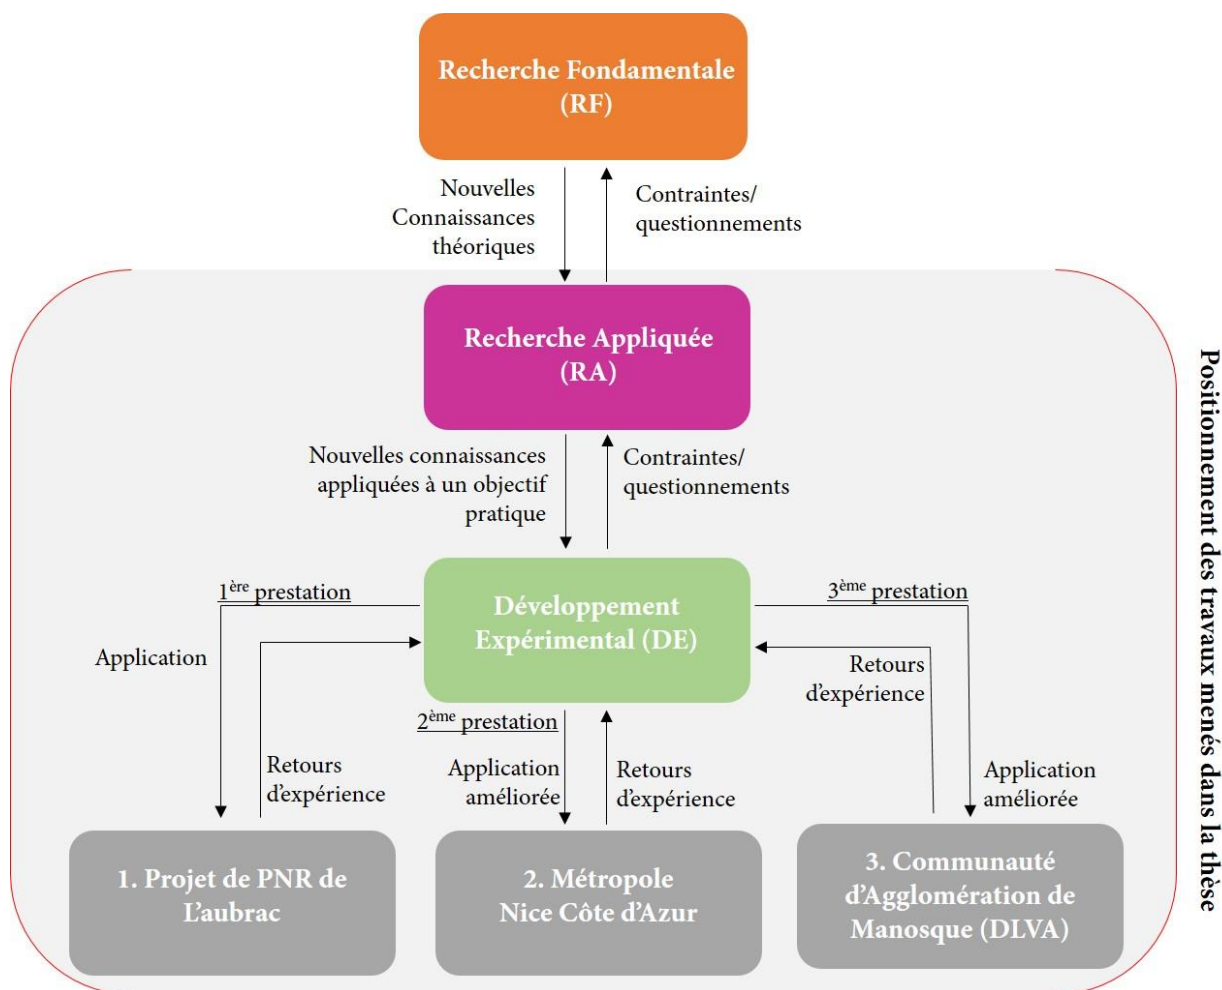 Recherche Fondamentale
(RF)
Nouvelles
Connaissances
théoriques
Contraintes/
questionnements
Recherche Appliquée
(RA)
Nouvelles connaissances
appliquées à un objectif
pratique
Contraintes/
questionnements
1ère prestation
Développement
Expérimental (DE)
3ème prestation
Application
Retours
d'expérience
2ème prestation
Retours
d'expérience
Application
améliorée
Retours
d'expérience
Application
améliorée
1. Projet de PNR de
L'aubrac
2. Métropole
Nice Côte d'Azur
3. Communauté
d'Agglomération de
Manosque (DLVA)
Positionnement des travaux menés dans la thèse